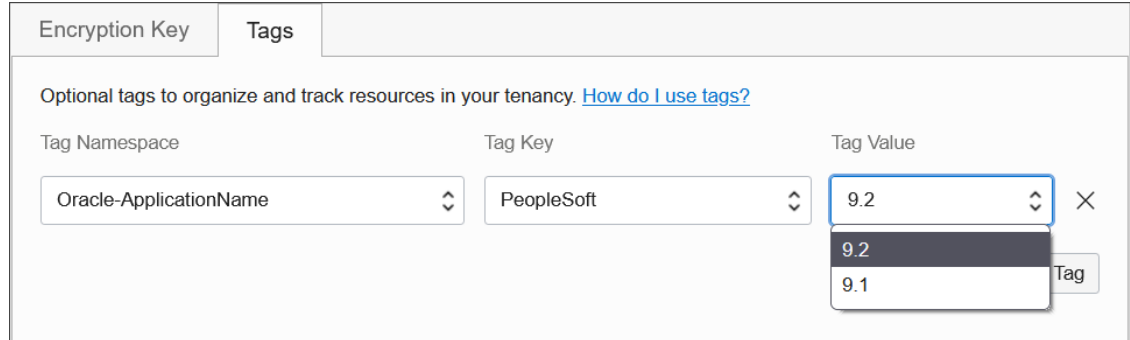 Encryption Key
Tags
Optional tags to organize and track resources in your tenancy. How do I use tags?
Tag Namespace
Tag Key
Tag Value
Oracle-ApplicationName
PeopleSoft
9.2
9.2
9.1
Tag